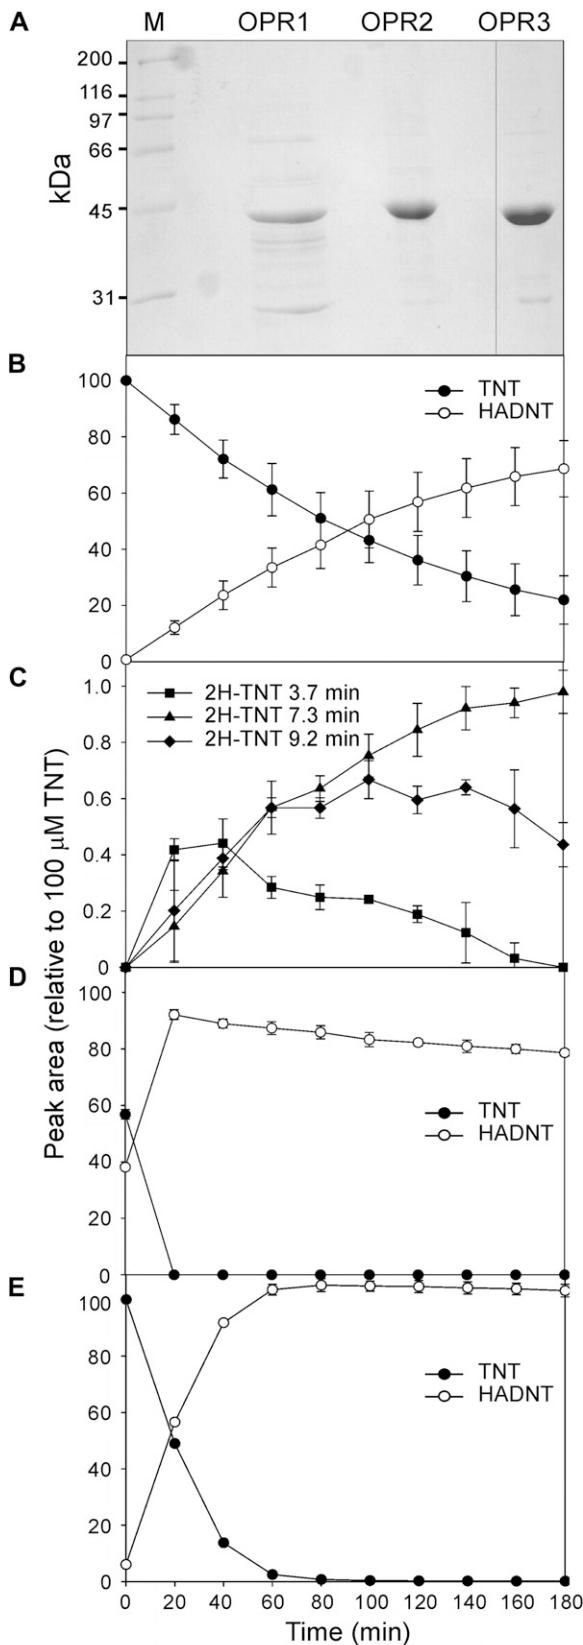 A M OPR1 OPR2 OPR3
200
116
97
66
45
31
kDa
B
100
80
60
40
20
0
TNT
HADNT
C
1.0
0.8
0.6
0.4
0.2
0
2H-TNT 3.7 min
2H-TNT 7.3 min
2H-TNT 9.2 min
Peak area (relative to 100 μM TNT)
D
100
80
60
40
20
0
TNT
HADNT
E
100
80
60
40
20
0
TNT
HADNT
0 20 40 60 80 100 120 140 160 180
Time (min)